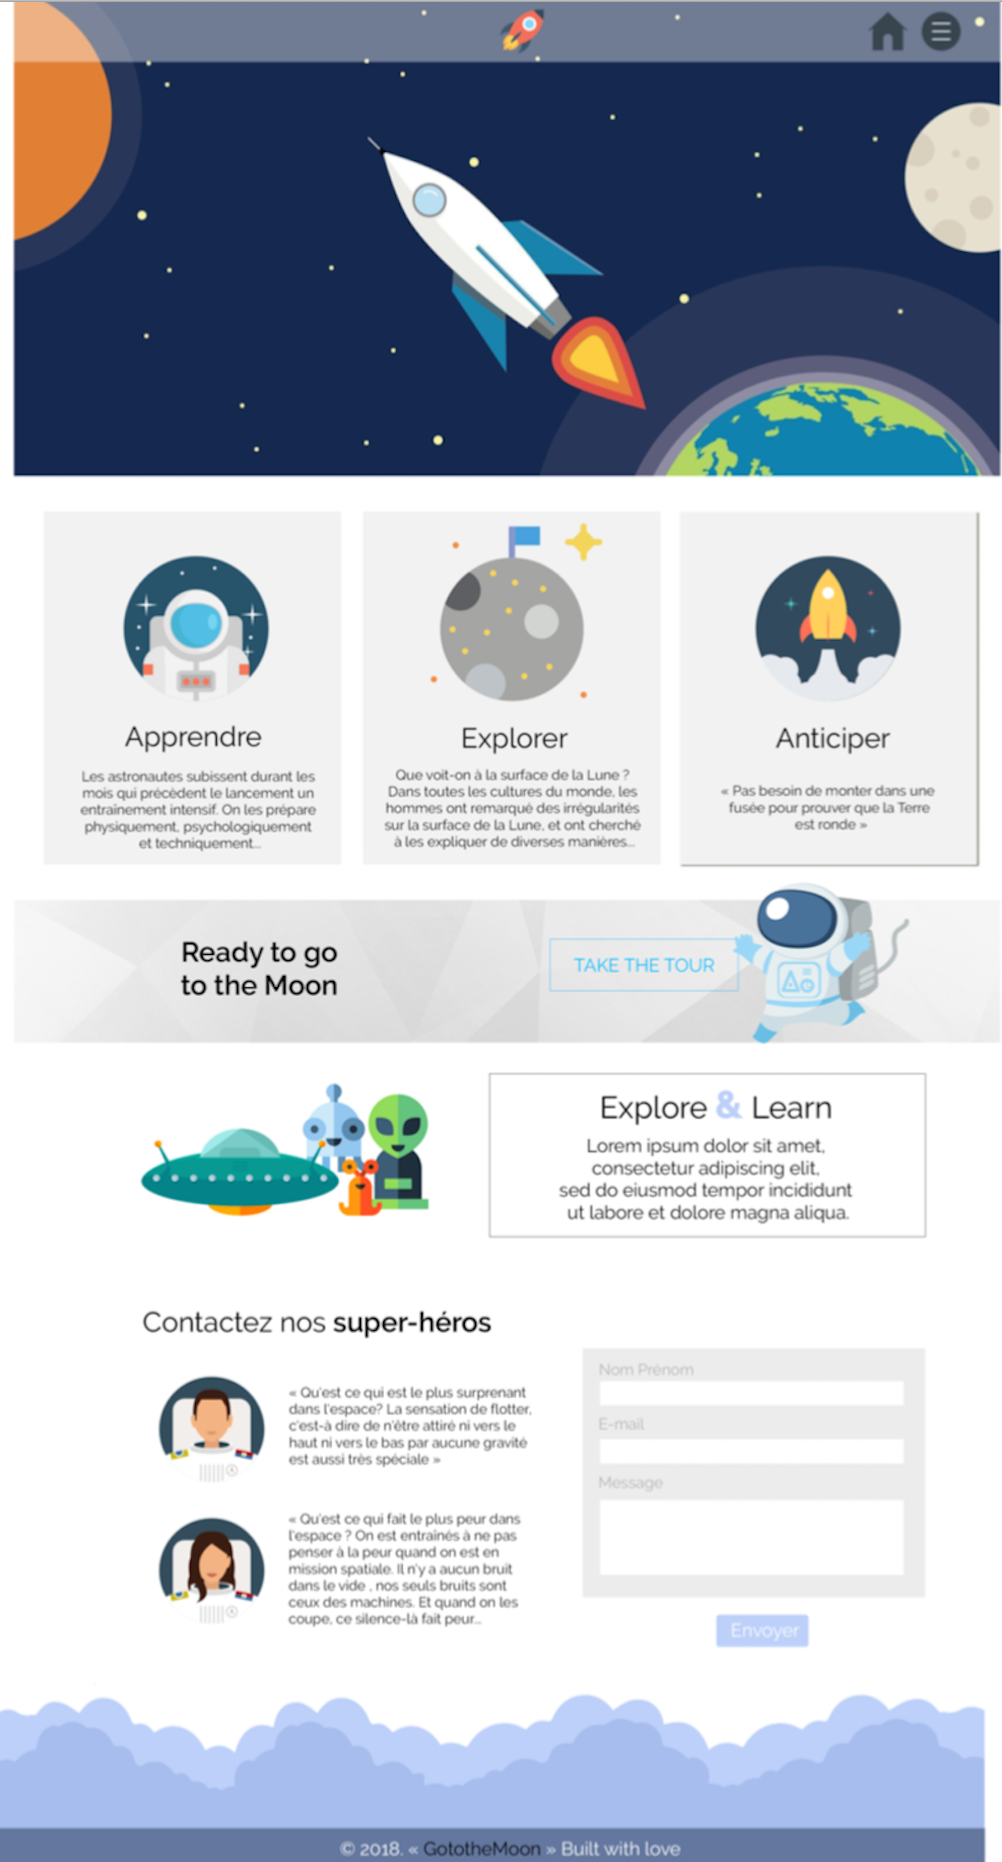 Apprendre
Les astronautes subissent durant les
mois qui précèdent le lancement un
entraînement intensif. On les prépare
physiquement, psychologiquement
et techniquement...
Explorer
Que voit-on à la surface de la Lune ?
Dans toutes les cultures du monde, les
hommes ont remarqué des irrégularités
sur la surface de la Lune, et ont cherché
à les expliquer de diverses manières...
Anticiper
« Pas besoin de monter dans une
fusée pour prouver que la Terre
est ronde »
Ready to go
to the Moon
TAKE THE TOUR
Explore & Learn
Lorem ipsum dolor sit amet,
consectetur adipiscing elit,
sed do eiusmod tempor incididunt
ut labore et dolore magna aliqua.
Contactez nos super-héros
« Qu'est ce qui est le plus surprenant
dans l'espace? La sensation de flotter,
c'est-à dire de n'être attiré ni vers le
haut ni vers le bas par aucune gravité
est aussi très spéciale »
« Qu'est ce qui fait le plus peur dans
l'espace ? On est entraînés à ne pas
penser à la peur quand on est en
mission spatiale. Il n'y a aucun bruit
dans le vide , nos seuls bruits sont
ceux des machines. Et quand on les
coupe, ce silence-là fait peur...
Nom Prénom
E-mail
Message
Envoyer
© 2018. « GototheMoon » Built with love